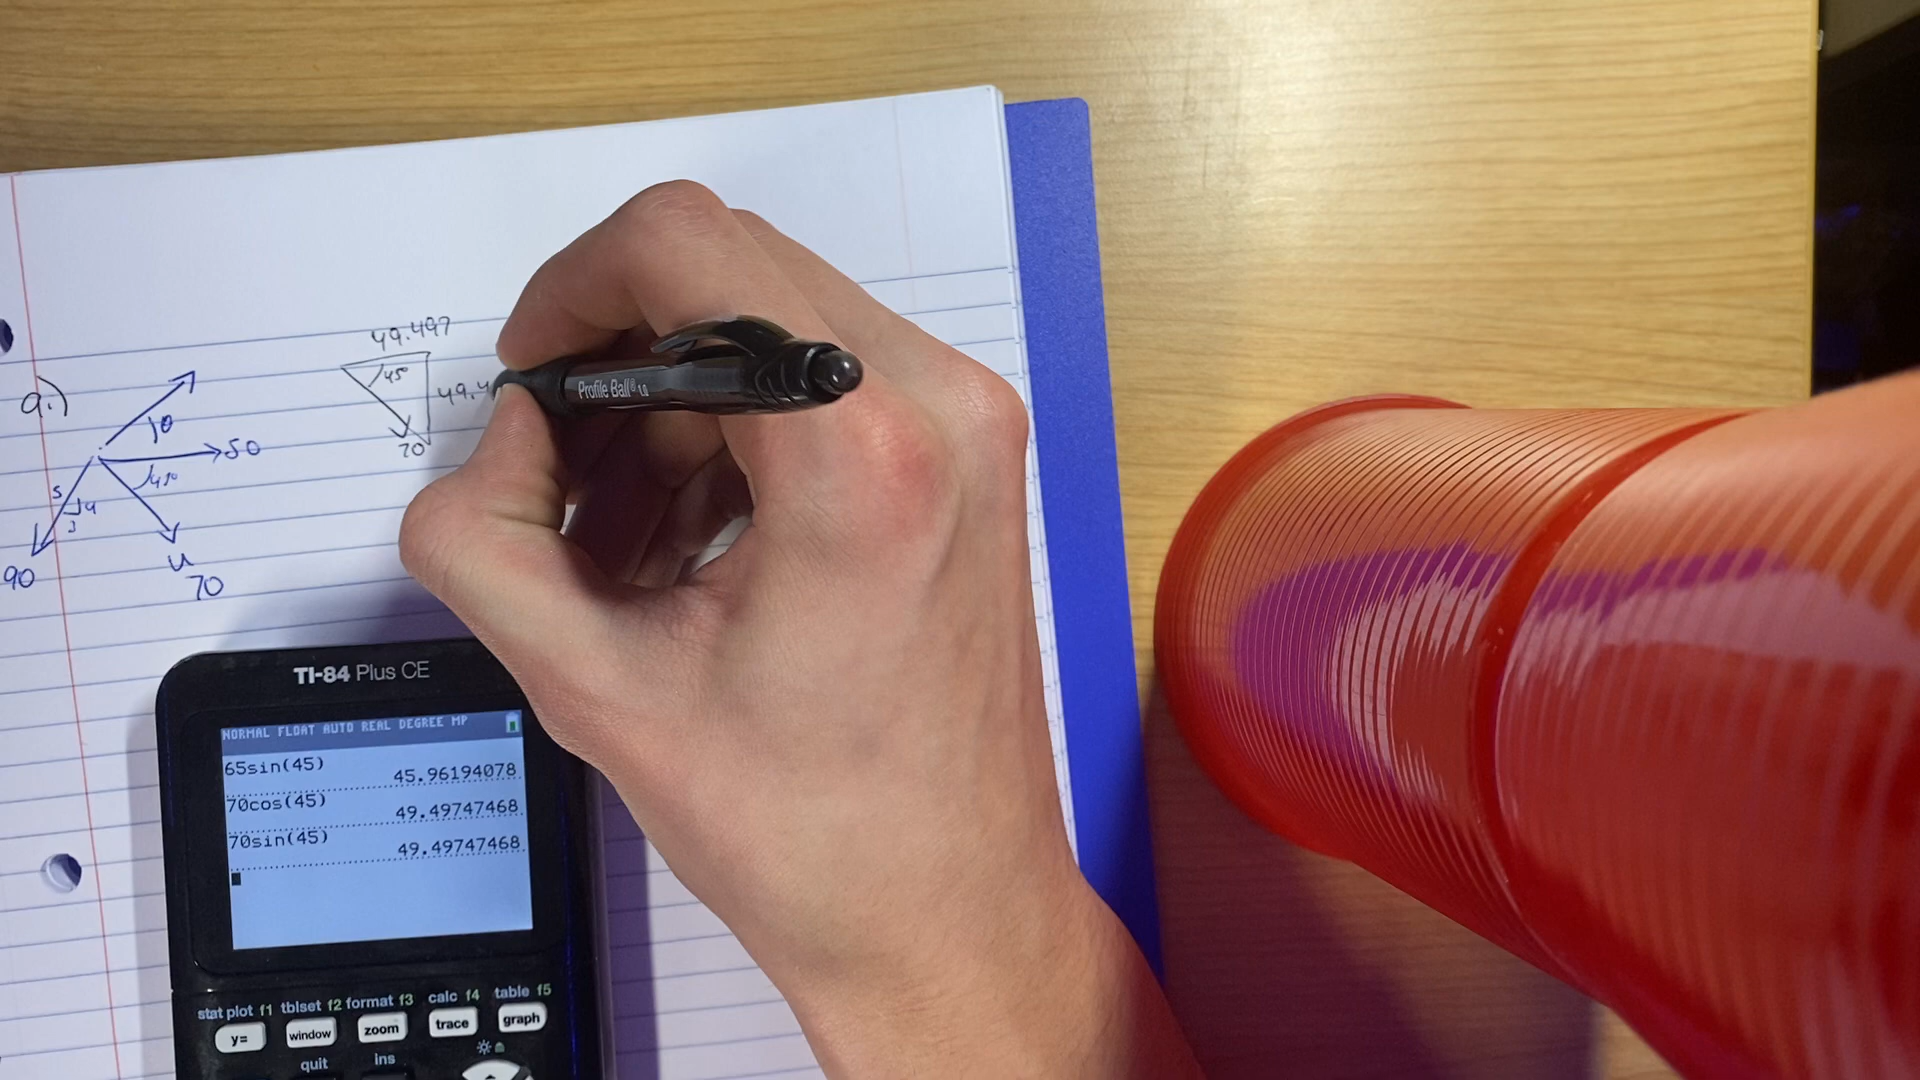 49.497
45°
49.4
70
9.)
θ
50
45°
5
4
3
90
u
70
Profile Ball® 1.0
TI-84 Plus CE
NORMAL FLOAT AUTO REAL DEGREE MP
65sin(45)
45.96194078
70cos(45)
49.49747468
70sin(45)
49.49747468
stat plot f1 tblset f2 format f3 calc f4 table f5
y= window zoom trace graph
quit ins